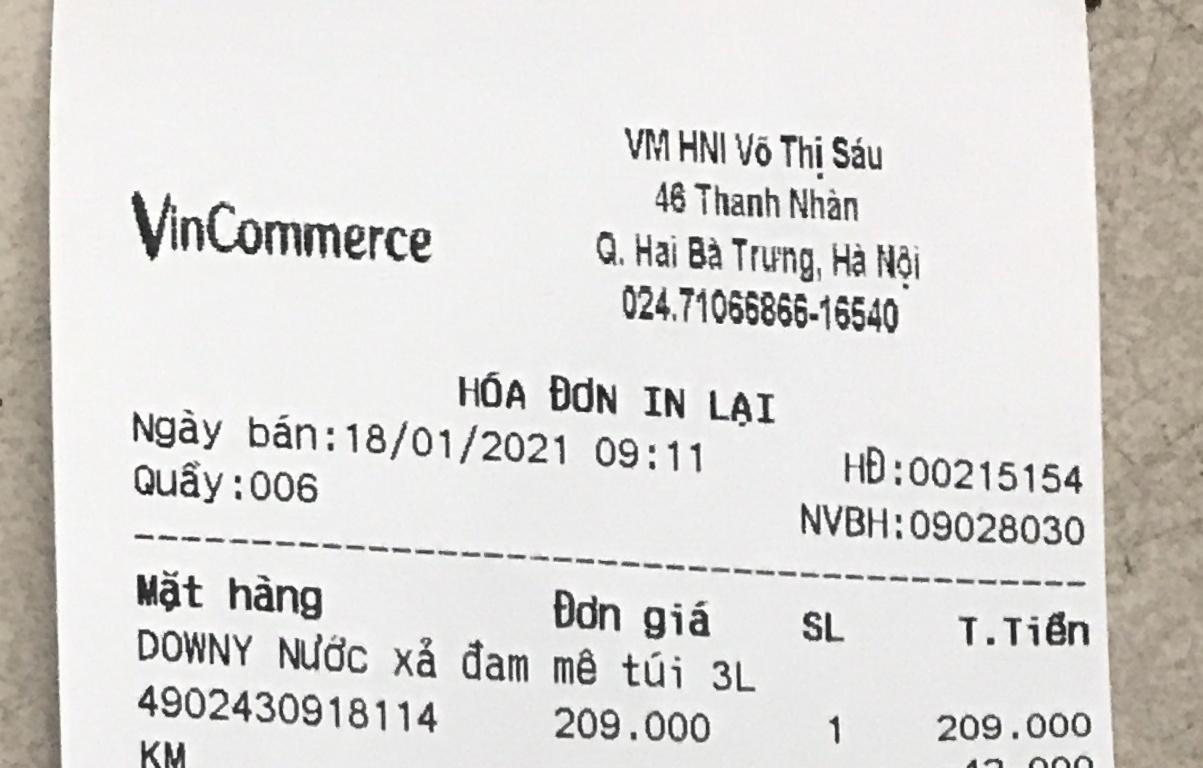 VinCommerce
VM HNI Võ Thị Sáu
46 Thanh Nhàn
Q. Hai Bà Trưng, Hà Nội
024.71066866-16540
HÓA ĐƠN IN LẠI
Ngày bán:18/01/2021 09:11 HĐ:00215154
Quầy:006 NVBH:09028030
Mặt hàng Đơn giá SL T.Tiền
DOWNY Nước xả đam mê túi 3L
4902430918114 209.000 1 209.000
KM